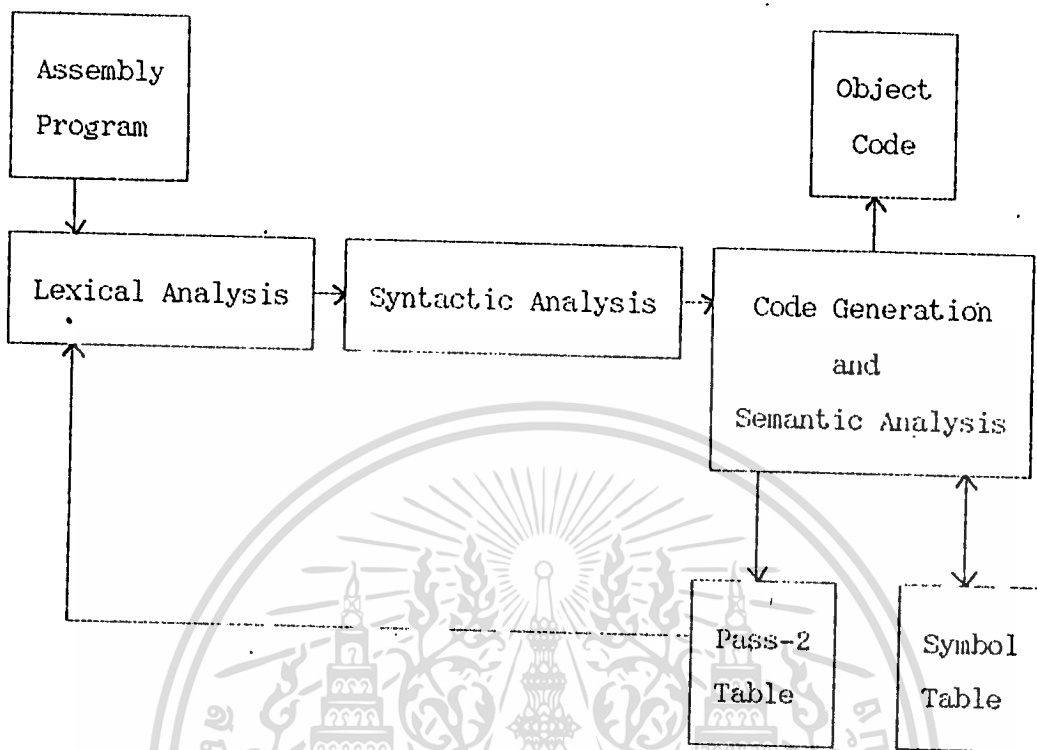 Assembly
Program
Object
Code
Lexical Analysis
Syntactic Analysis
Code Generation
and
Semantic Analysis
Pass-2
Table
Symbol
Table